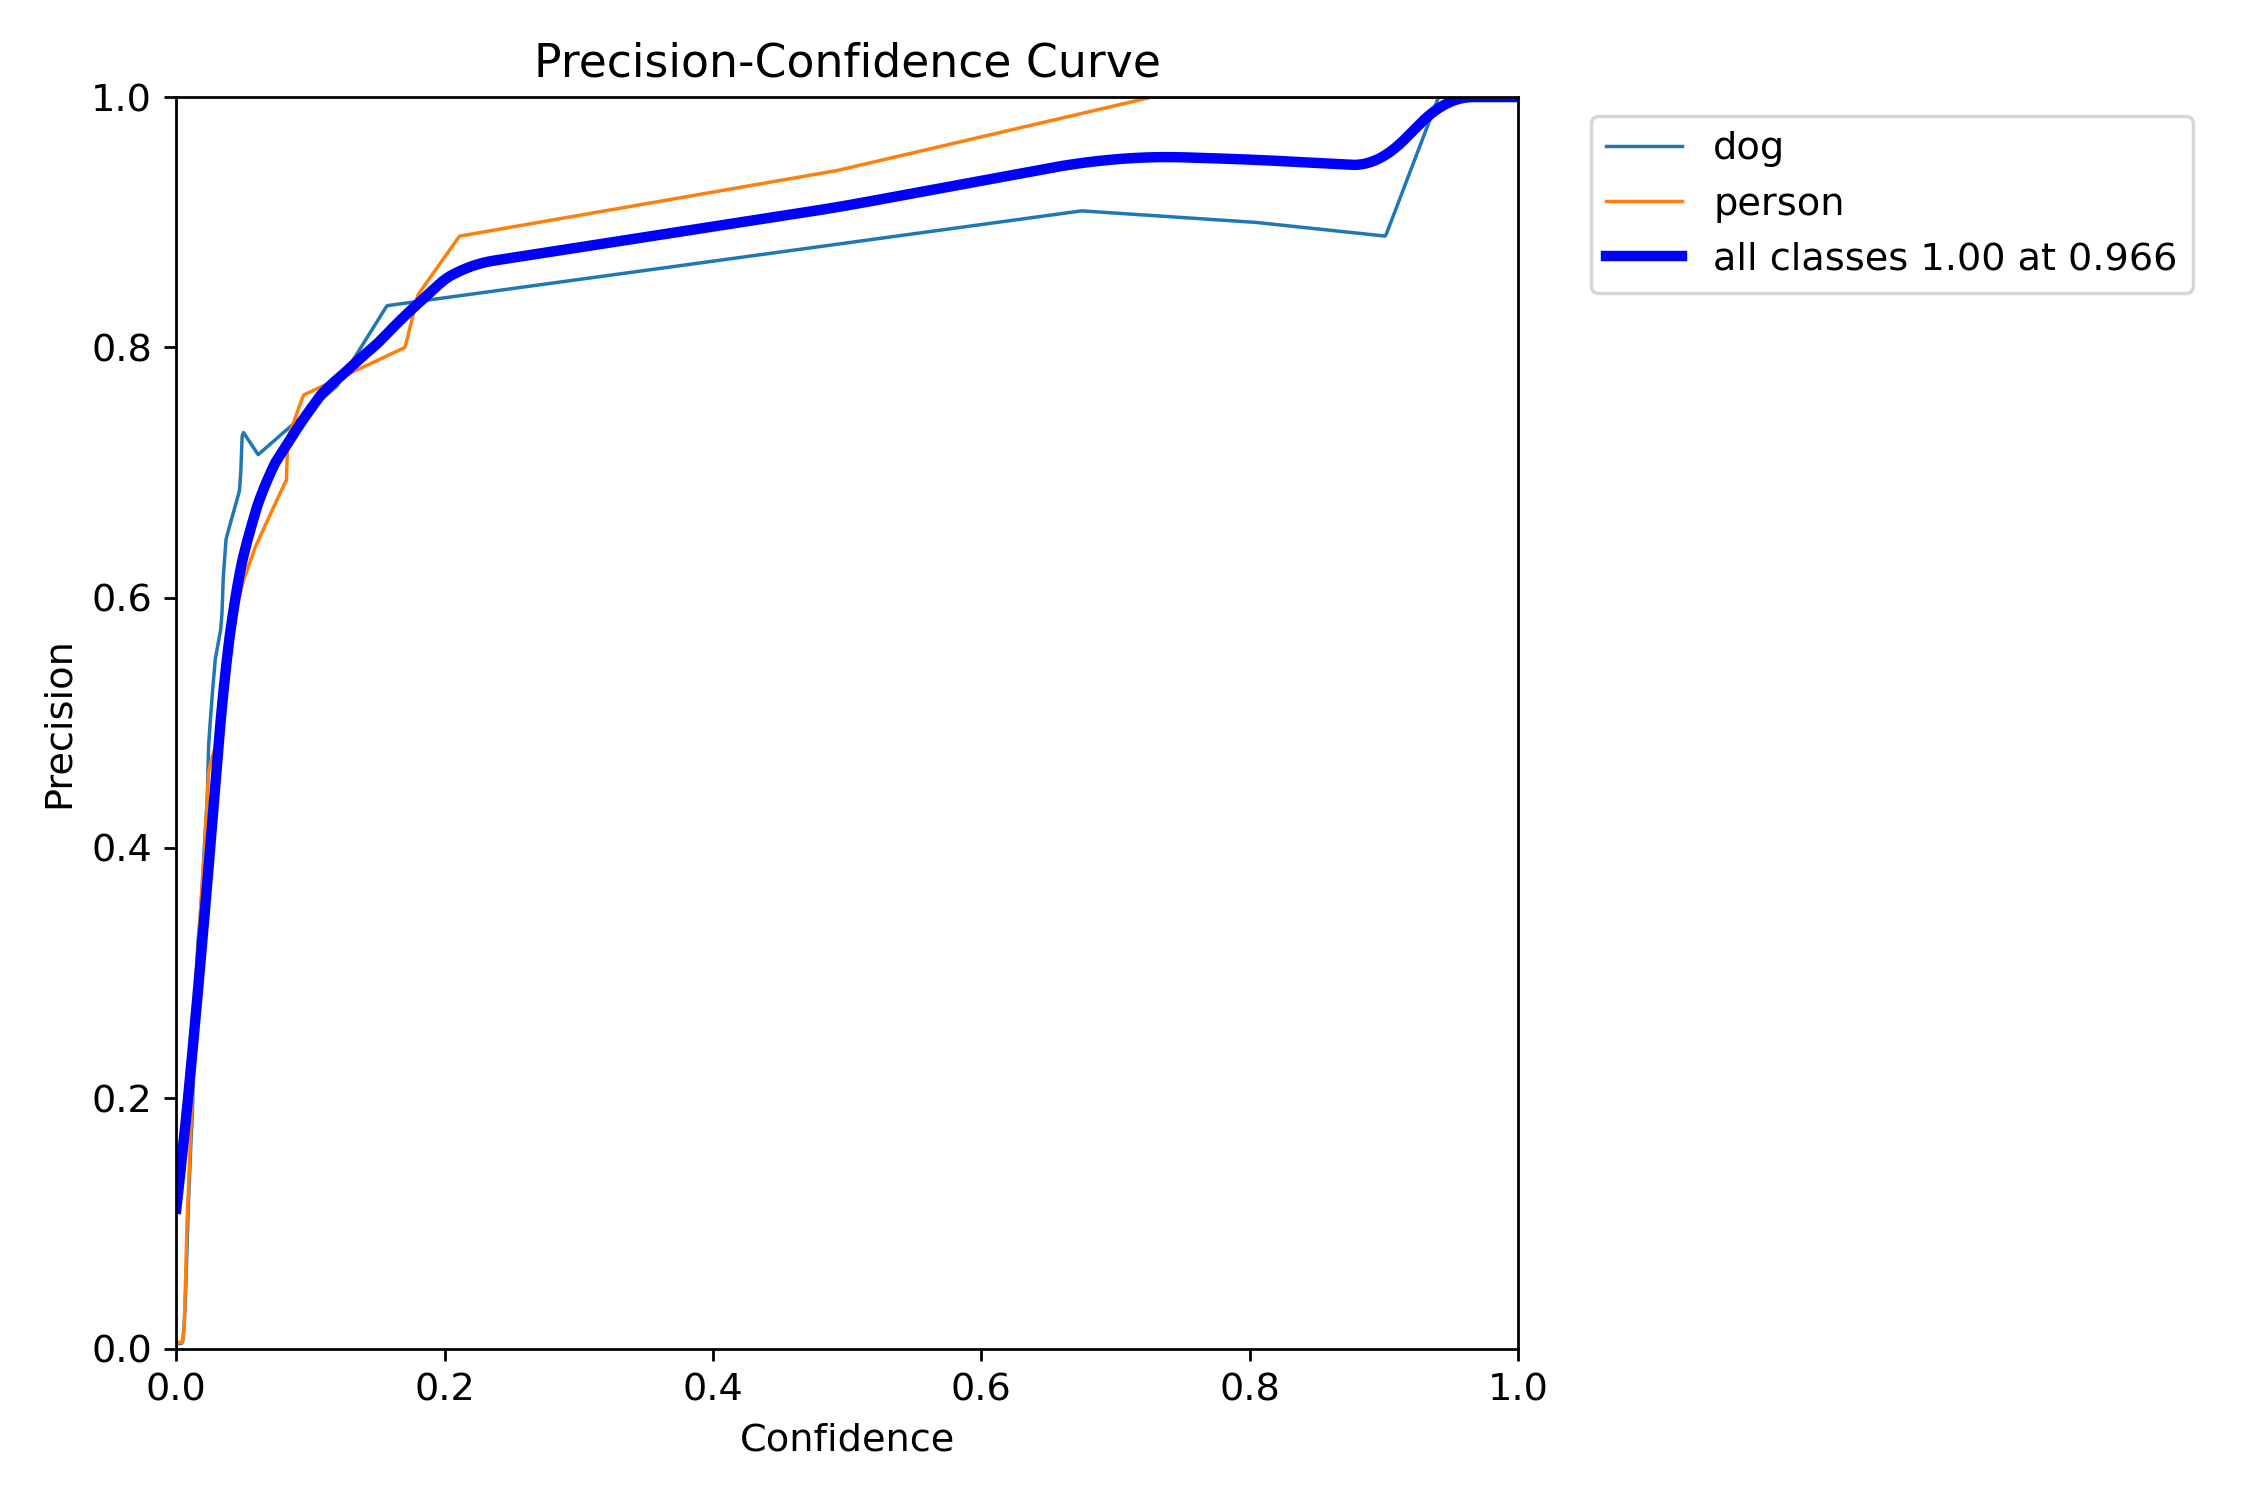 Precision-Confidence Curve
1.0
0.8
0.6
0.4
0.2
0.0
Precision
0.0 0.2 0.4 0.6 0.8 1.0
Confidence
dog
person
all classes 1.00 at 0.966